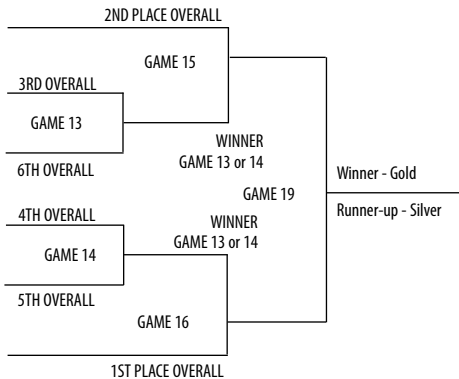 2ND PLACE OVERALL
GAME 15
3RD OVERALL
GAME 13
6TH OVERALL
WINNER
GAME 13 or 14
Winner - Gold
GAME 19
Runner-up - Silver
4TH OVERALL
WINNER
GAME 13 or 14
GAME 14
5TH OVERALL
GAME 16
1ST PLACE OVERALL